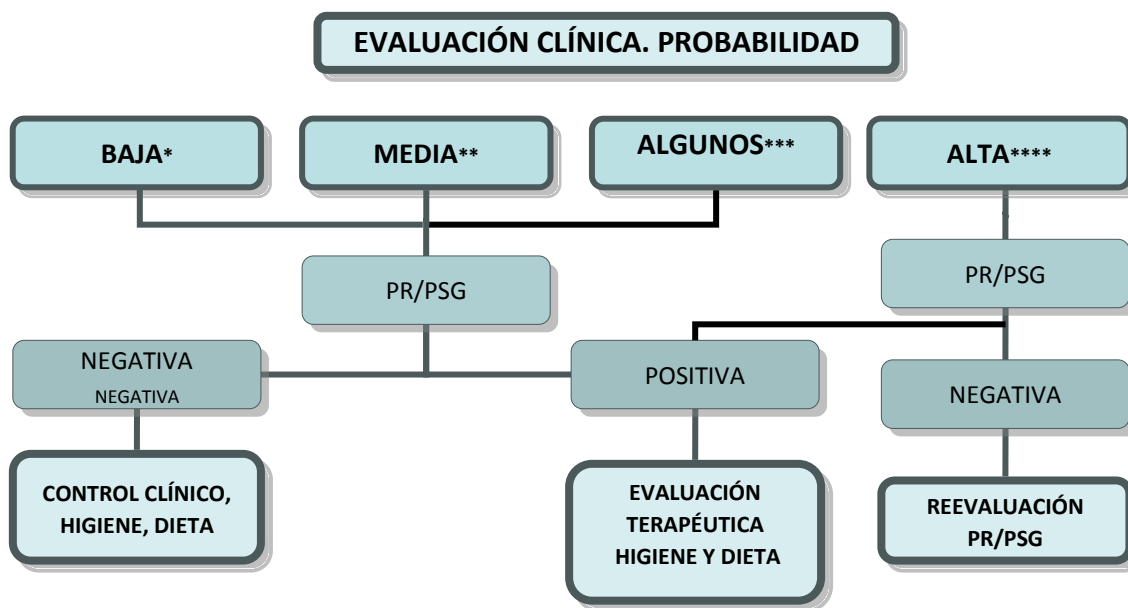 EVALUACIÓN CLÍNICA. PROBABILIDAD
BAJA*
MEDIA**
ALGUNOS***
ALTA****
PR/PSG
PR/PSG
NEGATIVA
NEGATIVA
POSITIVA
NEGATIVA
CONTROL CLÍNICO,
HIGIENE, DIETA
EVALUACIÓN
TERAPÉUTICA
HIGIENE Y DIETA
REEVALUACIÓN
PR/PSG